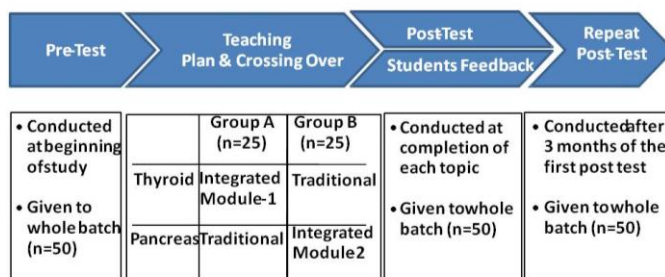 Pre-Test
Teaching
Plan & Crossing Over
Post-Test
Students Feedback
Repeat
Post-Test
• Conducted
at beginning
of study
• Given to
whole batch
(n=50)
Group A
(n=25)
Group B
(n=25)
Thyroid
Integrated
Module-1
Traditional
Pancreas
Traditional
Integrated
Module2
• Conducted at
completion of
each topic
• Given to whole
batch (n=50)
• Conducted after
3 months of the
first post test
• Given to whole
batch (n=50)